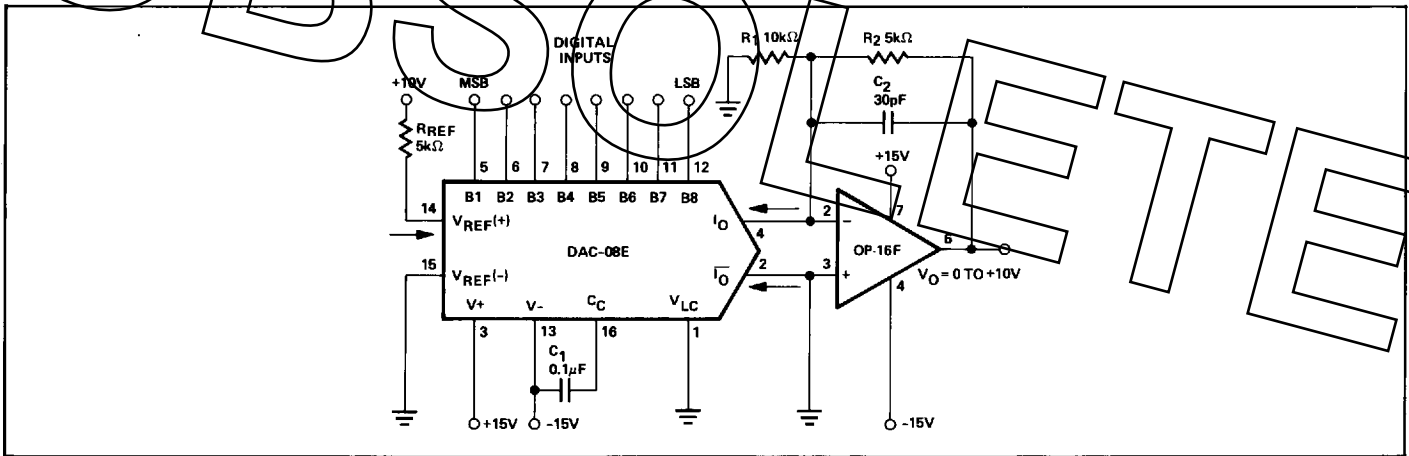 OBSOLETE
DIGITAL
INPUTS
R1 10kΩ
R2 5kΩ
C2
30pF
+10V
MSB
LSB
RREF
5kΩ
+15V
5 6 7 8 9 10 11 12
B1 B2 B3 B4 B5 B6 B7 B8
14
VREF(+)
IO
4
2
−
7
DAC-08E
OP-16F
6
15
VREF(-)
2
IO
3
+
4
VO = 0 TO +10V
V+
V-
CC
VLC
3
13
16
1
C1
0.1μF
+15V
-15V
-15V